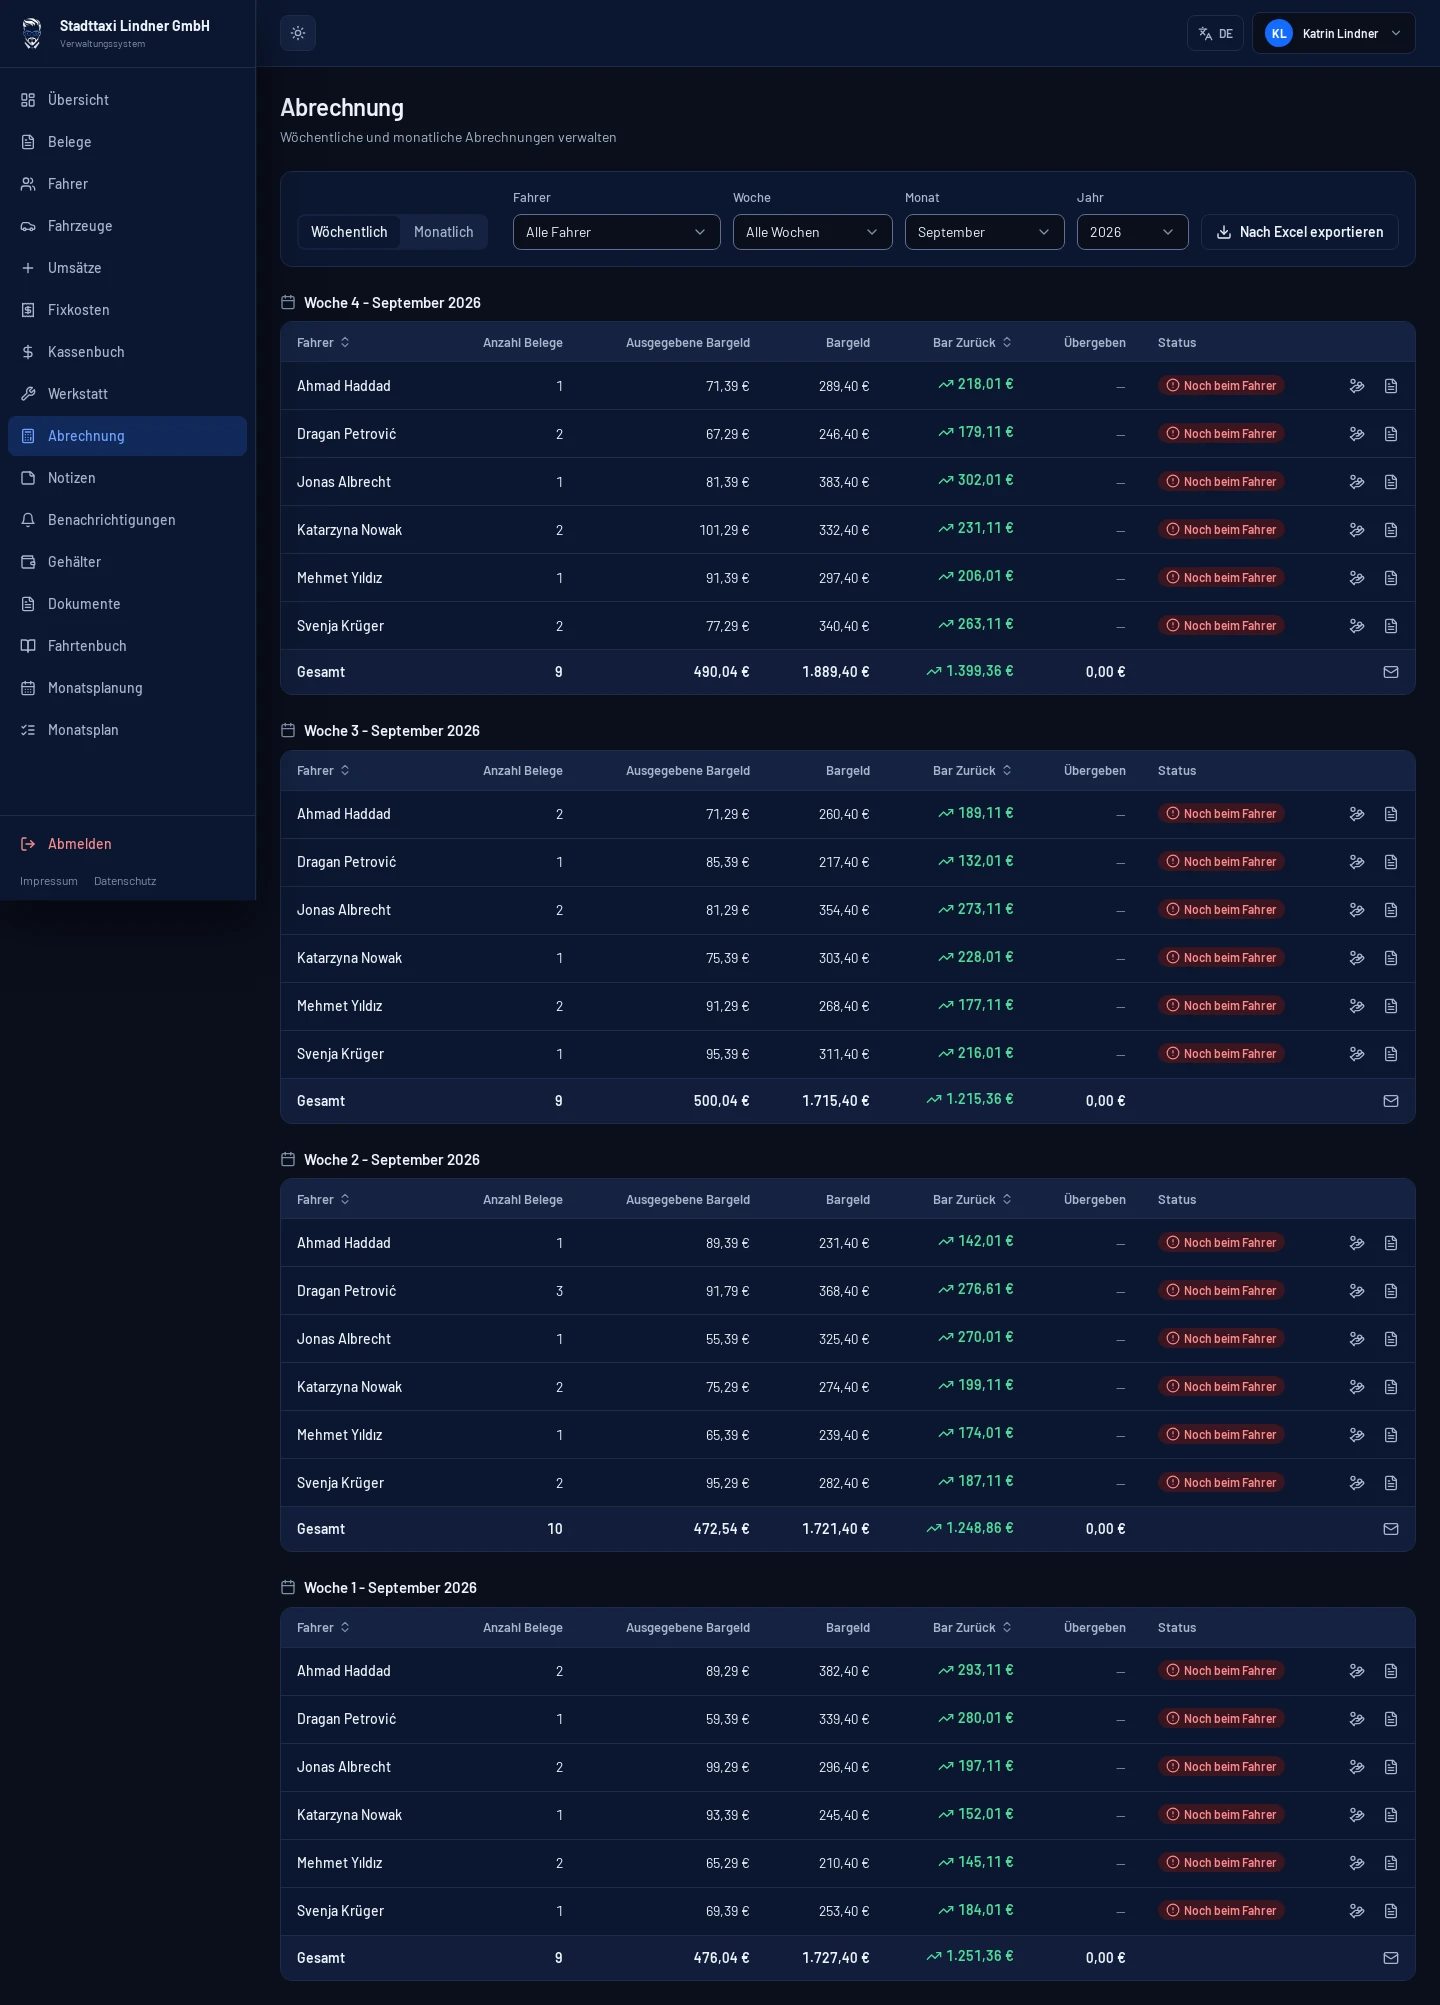 Stadttaxi Lindner GmbH
Verwaltungssystem
DE
KL Katrin Lindner
Übersicht
Belege
Fahrer
Fahrzeuge
Umsätze
Fixkosten
Kassenbuch
Werkstatt
Abrechnung
Notizen
Benachrichtigungen
Gehälter
Dokumente
Fahrtenbuch
Monatsplanung
Monatsplan
Abmelden
Impressum Datenschutz
Abrechnung
Wöchentliche und monatliche Abrechnungen verwalten
Fahrer Woche Monat Jahr
Wöchentlich Monatlich Alle Fahrer Alle Wochen September 2026 Nach Excel exportieren
Woche 4 - September 2026
Fahrer Anzahl Belege Ausgegebene Bargeld Bargeld Bar Zurück Übergeben Status
Ahmad Haddad 1 71,39 € 289,40 € 218,01 € — Noch beim Fahrer
Dragan Petrović 2 67,29 € 246,40 € 179,11 € — Noch beim Fahrer
Jonas Albrecht 1 81,39 € 383,40 € 302,01 € — Noch beim Fahrer
Katarzyna Nowak 2 101,29 € 332,40 € 231,11 € — Noch beim Fahrer
Mehmet Yıldız 1 91,39 € 297,40 € 206,01 € — Noch beim Fahrer
Svenja Krüger 2 77,29 € 340,40 € 263,11 € — Noch beim Fahrer
Gesamt 9 490,04 € 1.889,40 € 1.399,36 € 0,00 €
Woche 3 - September 2026
Fahrer Anzahl Belege Ausgegebene Bargeld Bargeld Bar Zurück Übergeben Status
Ahmad Haddad 2 71,29 € 260,40 € 189,11 € — Noch beim Fahrer
Dragan Petrović 1 85,39 € 217,40 € 132,01 € — Noch beim Fahrer
Jonas Albrecht 2 81,29 € 354,40 € 273,11 € — Noch beim Fahrer
Katarzyna Nowak 1 75,39 € 303,40 € 228,01 € — Noch beim Fahrer
Mehmet Yıldız 2 91,29 € 268,40 € 177,11 € — Noch beim Fahrer
Svenja Krüger 1 95,39 € 311,40 € 216,01 € — Noch beim Fahrer
Gesamt 9 500,04 € 1.715,40 € 1.215,36 € 0,00 €
Woche 2 - September 2026
Fahrer Anzahl Belege Ausgegebene Bargeld Bargeld Bar Zurück Übergeben Status
Ahmad Haddad 1 89,39 € 231,40 € 142,01 € — Noch beim Fahrer
Dragan Petrović 3 91,79 € 368,40 € 276,61 € — Noch beim Fahrer
Jonas Albrecht 1 55,39 € 325,40 € 270,01 € — Noch beim Fahrer
Katarzyna Nowak 2 75,29 € 274,40 € 199,11 € — Noch beim Fahrer
Mehmet Yıldız 1 65,39 € 239,40 € 174,01 € — Noch beim Fahrer
Svenja Krüger 2 95,29 € 282,40 € 187,11 € — Noch beim Fahrer
Gesamt 10 472,54 € 1.721,40 € 1.248,86 € 0,00 €
Woche 1 - September 2026
Fahrer Anzahl Belege Ausgegebene Bargeld Bargeld Bar Zurück Übergeben Status
Ahmad Haddad 2 89,29 € 382,40 € 293,11 € — Noch beim Fahrer
Dragan Petrović 1 59,39 € 339,40 € 280,01 € — Noch beim Fahrer
Jonas Albrecht 2 99,29 € 296,40 € 197,11 € — Noch beim Fahrer
Katarzyna Nowak 1 93,39 € 245,40 € 152,01 € — Noch beim Fahrer
Mehmet Yıldız 2 65,29 € 210,40 € 145,11 € — Noch beim Fahrer
Svenja Krüger 1 69,39 € 253,40 € 184,01 € — Noch beim Fahrer
Gesamt 9 476,04 € 1.727,40 € 1.251,36 € 0,00 €